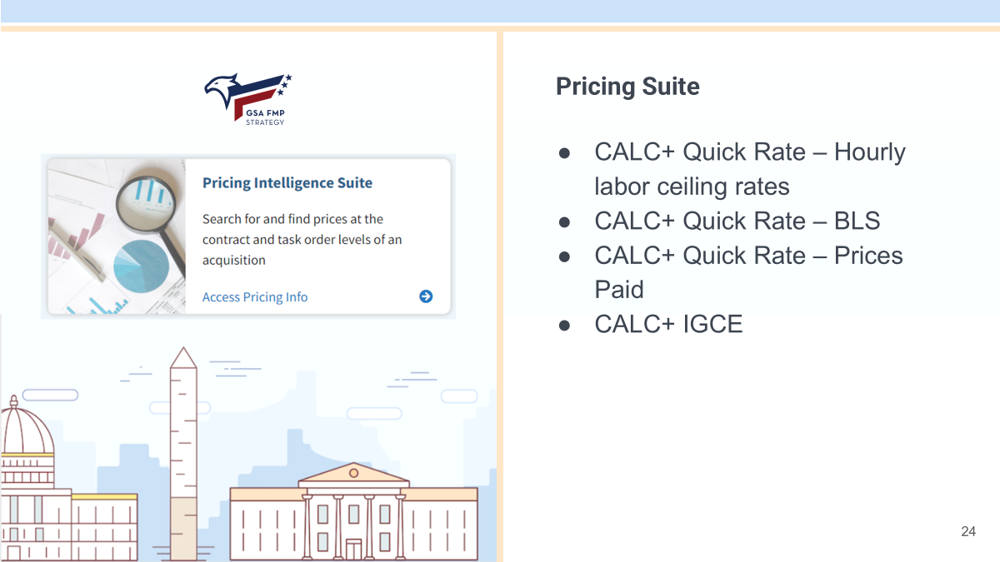 GSA FMP
STRATEGY
Pricing Intelligence Suite
Search for and find prices at the
contract and task order levels of an
acquisition
Access Pricing Info
Pricing Suite
● CALC+ Quick Rate – Hourly
labor ceiling rates
● CALC+ Quick Rate – BLS
● CALC+ Quick Rate – Prices
Paid
● CALC+ IGCE
24